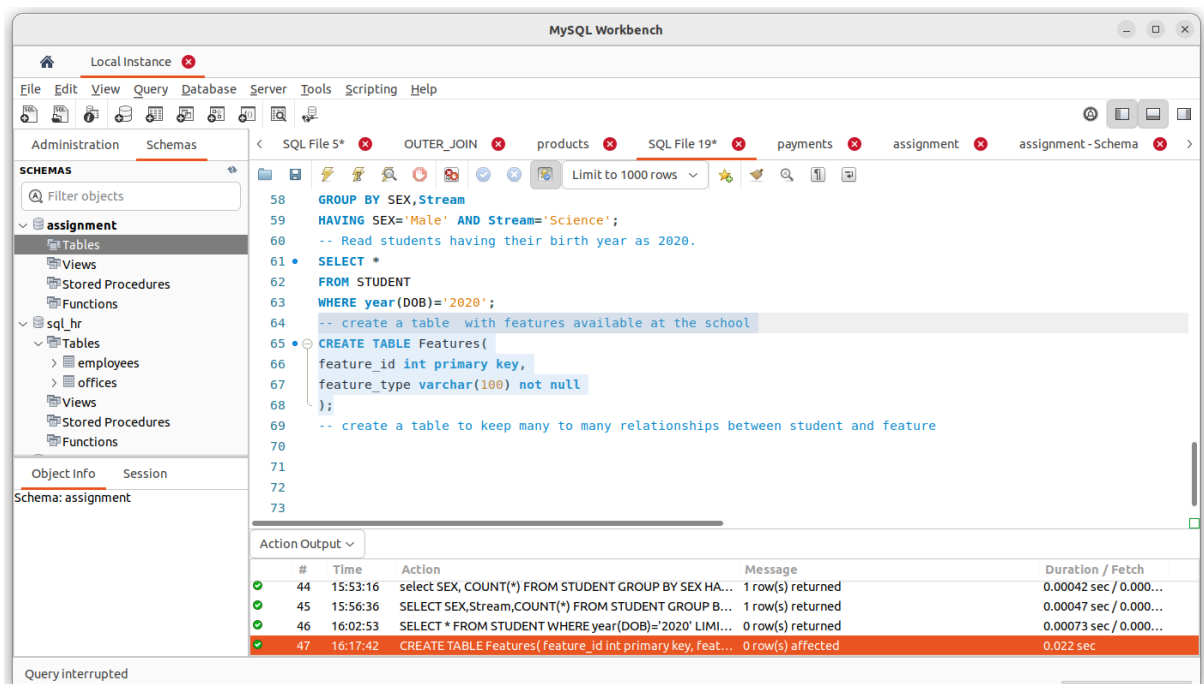 MySQL Workbench
Local Instance
File Edit View Query Database Server Tools Scripting Help
Administration Schemas
SQL File 5* OUTER_JOIN products SQL File 19* payments assignment assignment - Schema
SCHEMAS
Filter objects
assignment
Tables
Views
Stored Procedures
Functions
sql_hr
Tables
employees
offices
Views
Stored Procedures
Functions
Object Info Session
Schema: assignment
Limit to 1000 rows
58 GROUP BY SEX,Stream
59 HAVING SEX='Male' AND Stream='Science';
60 -- Read students having their birth year as 2020.
61 SELECT *
62 FROM STUDENT
63 WHERE year(DOB)='2020';
64 -- create a table  with features available at the school
65 CREATE TABLE Features(
66 feature_id int primary key,
67 feature_type varchar(100) not null
68 );
69 -- create a table to keep many to many relationships between student and feature
70
71
72
73
Action Output
# Time Action Message Duration / Fetch
44 15:53:16 select SEX, COUNT(*) FROM STUDENT GROUP BY SEX HA... 1 row(s) returned 0.00042 sec / 0.000...
45 15:56:36 SELECT SEX,Stream,COUNT(*) FROM STUDENT GROUP B... 1 row(s) returned 0.00047 sec / 0.000...
46 16:02:53 SELECT * FROM STUDENT WHERE year(DOB)='2020' LIMI... 0 row(s) returned 0.00073 sec / 0.000...
47 16:17:42 CREATE TABLE Features( feature_id int primary key, feat... 0 row(s) affected 0.022 sec
Query interrupted